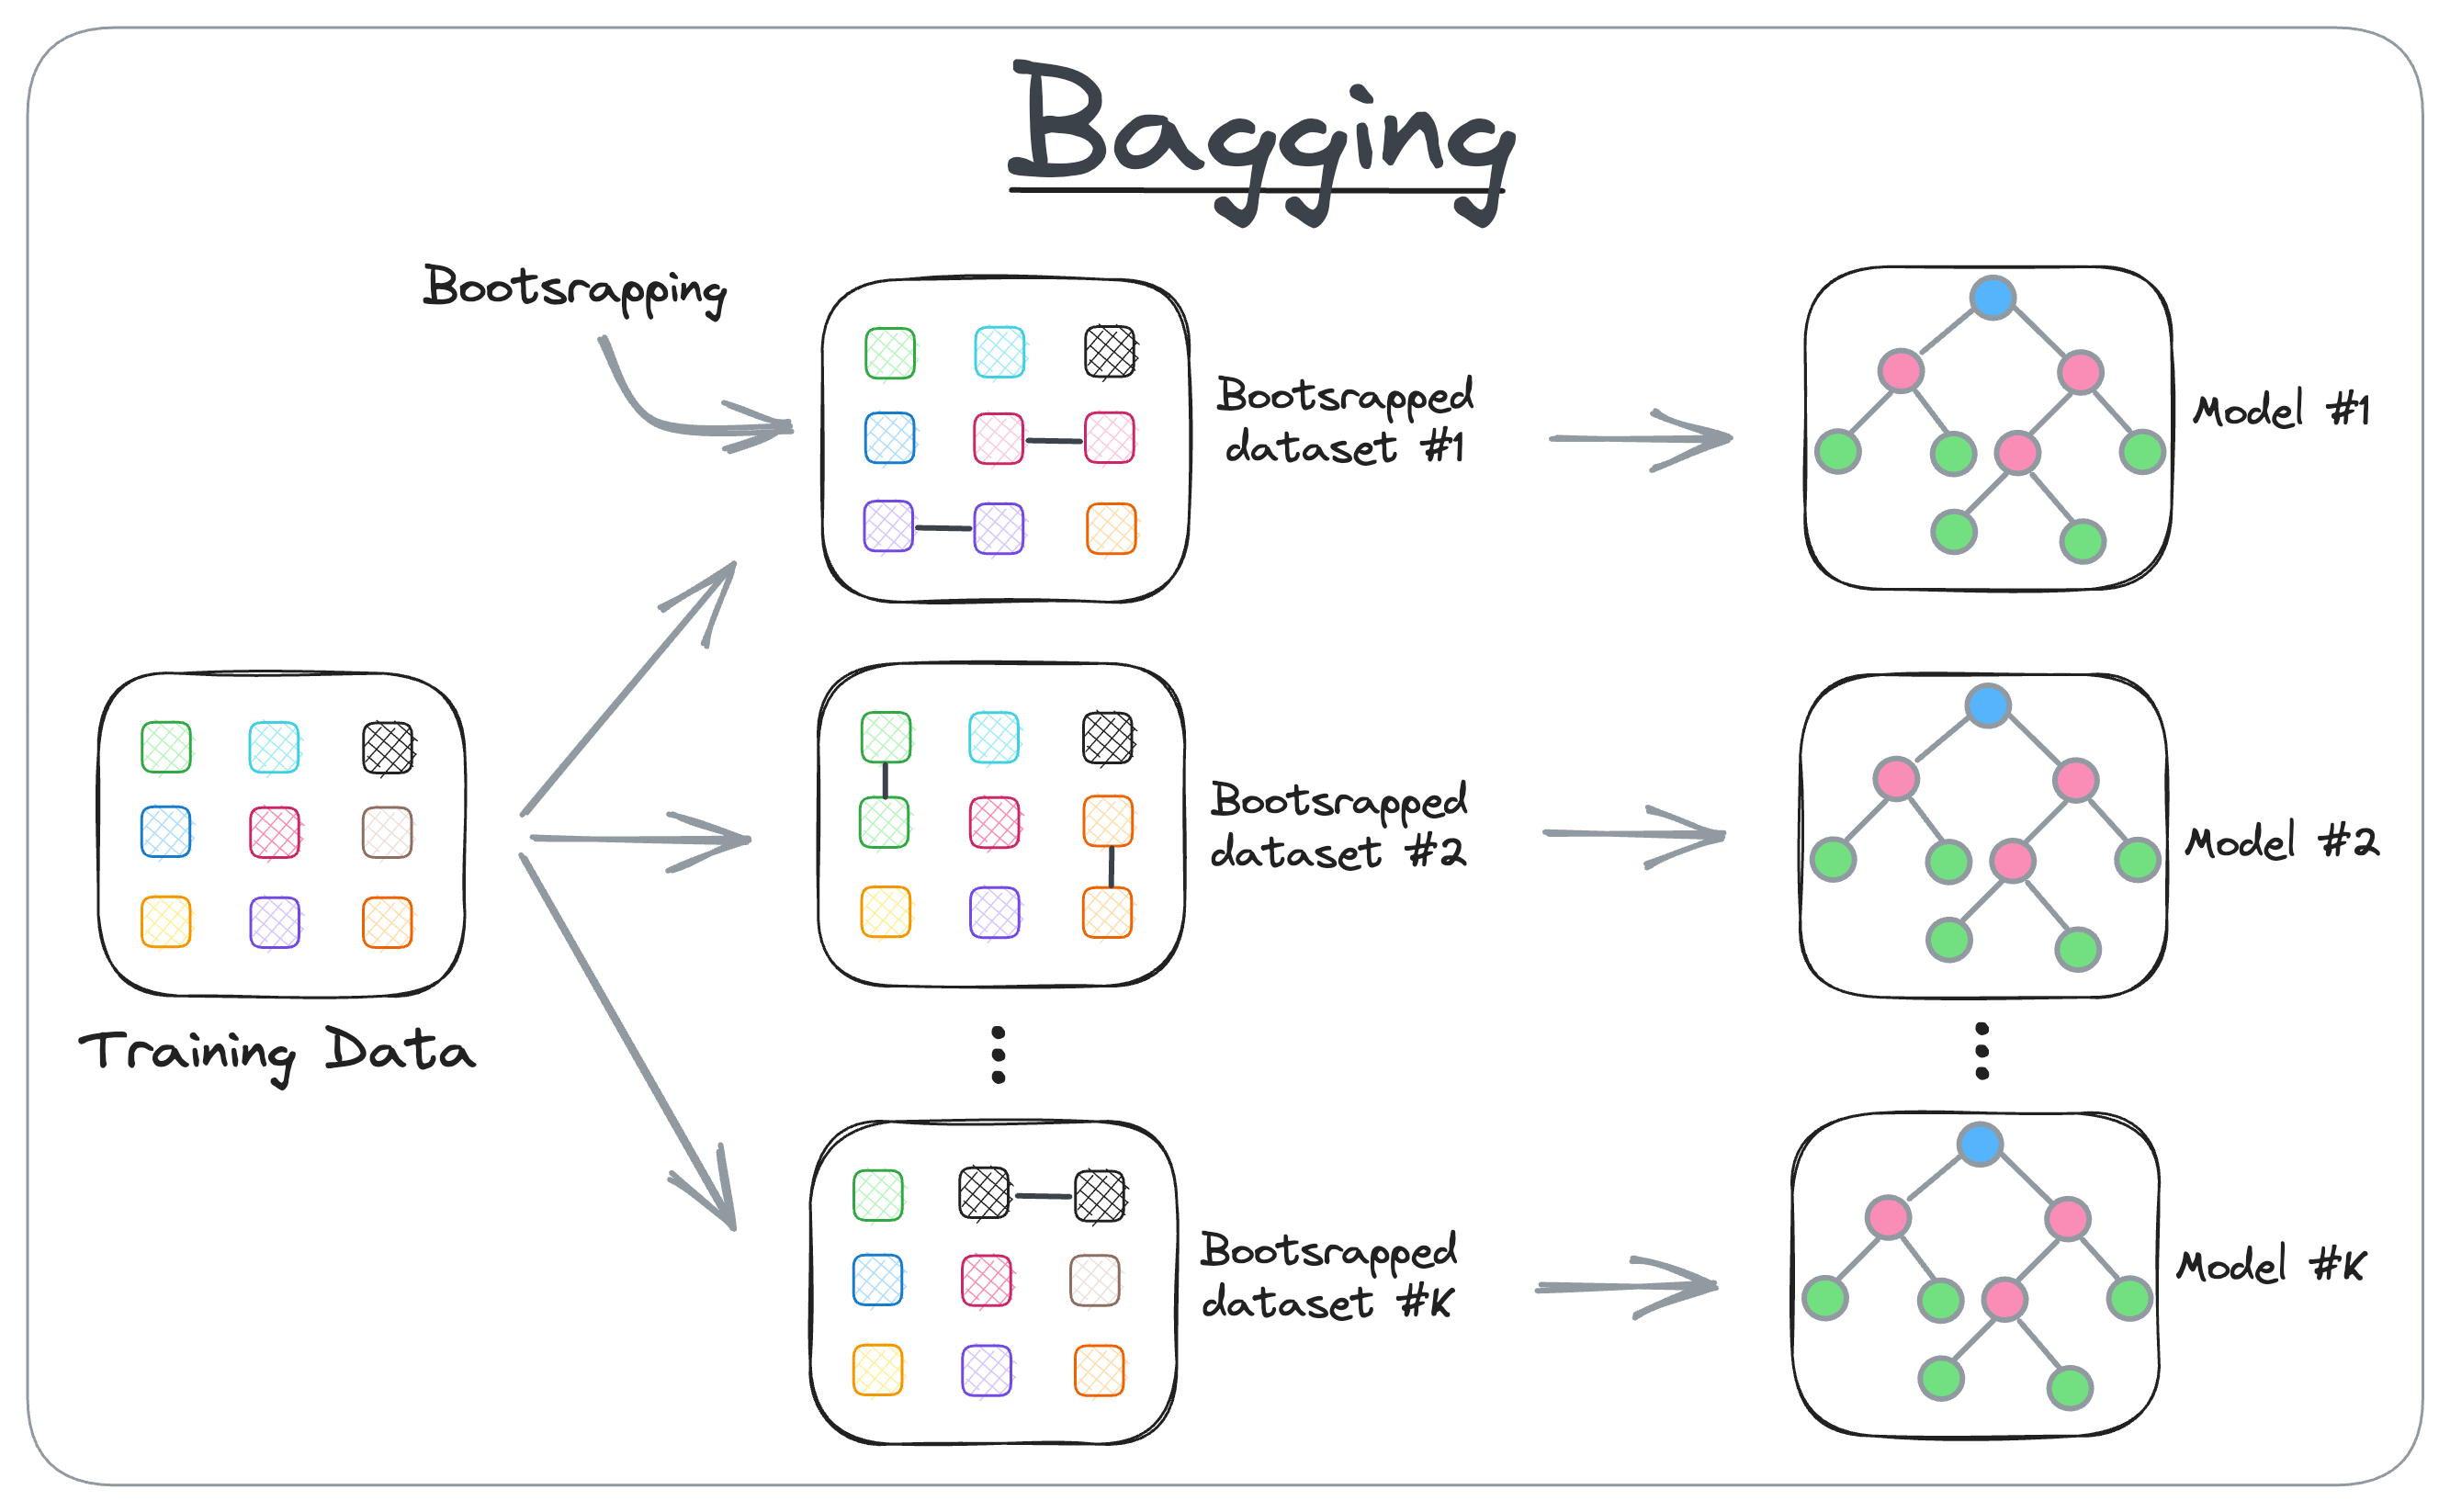 Bagging
Bootsrapping
Bootsrapped
dataset #1
Model #1
Bootsrapped
dataset #2
Model #2
Training Data
Bootsrapped
dataset #K
Model #K